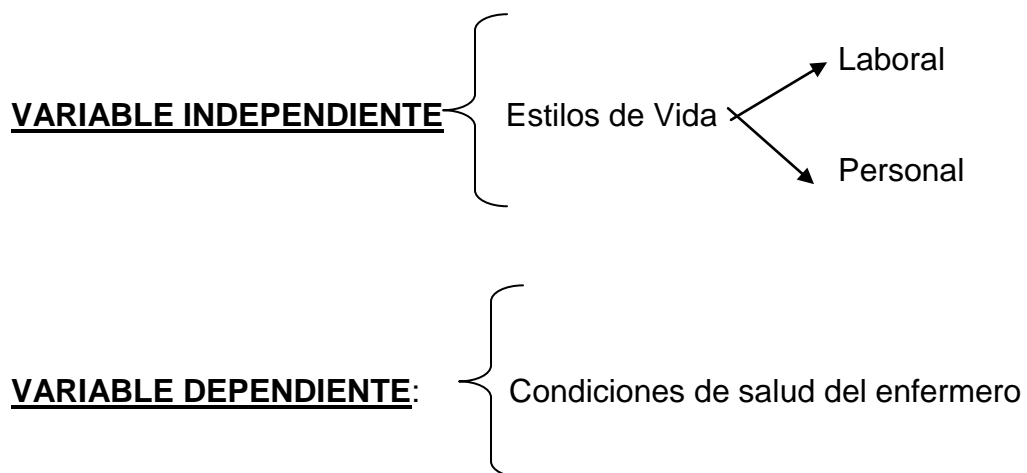 Laboral
VARIABLE INDEPENDIENTE Estilos de Vida
Personal
VARIABLE DEPENDIENTE: Condiciones de salud del enfermero